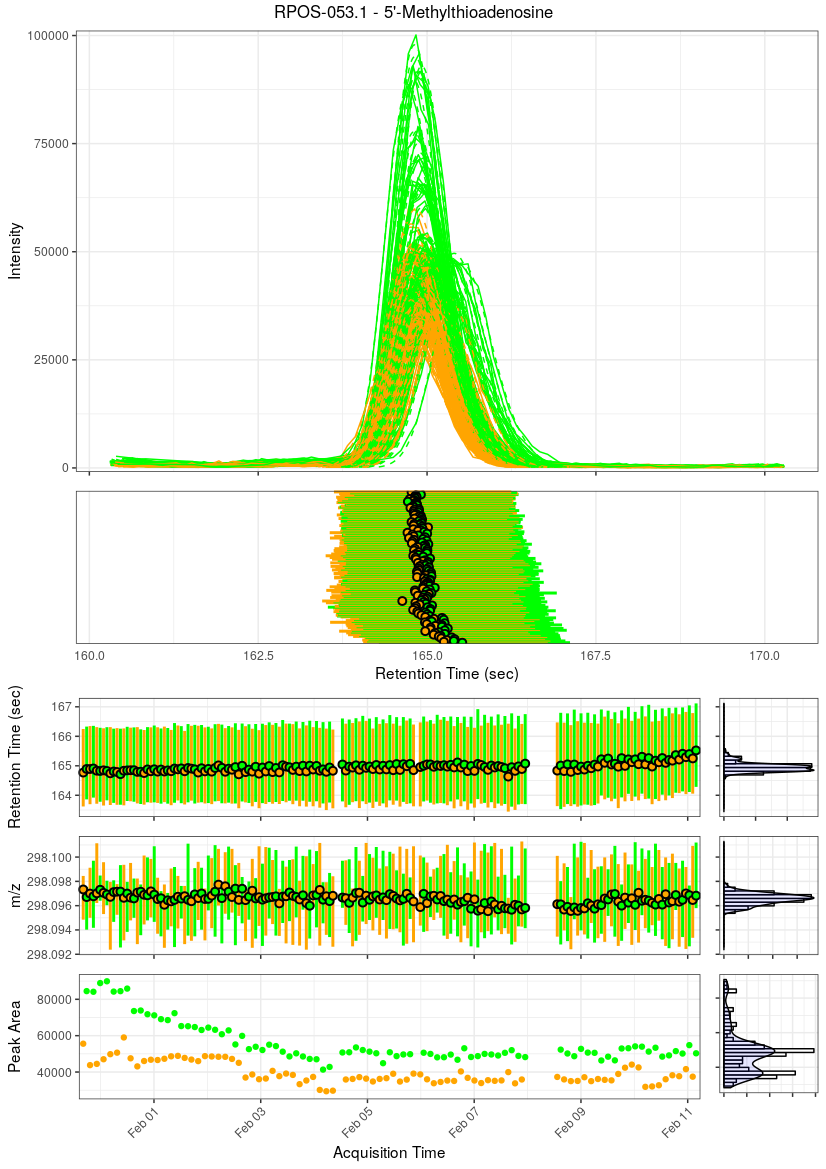 RPOS-053.1 - 5'-Methylthioadenosine
100000
75000
50000
25000
0
Intensity
160.0 162.5 165.0 167.5 170.0
Retention Time (sec)
167
166
165
164
Retention Time (sec)
298.100
298.098
298.096
298.094
298.092
m/z
80000
60000
40000
Peak Area
Feb 01 Feb 03 Feb 05 Feb 07 Feb 09 Feb 11
Acquisition Time